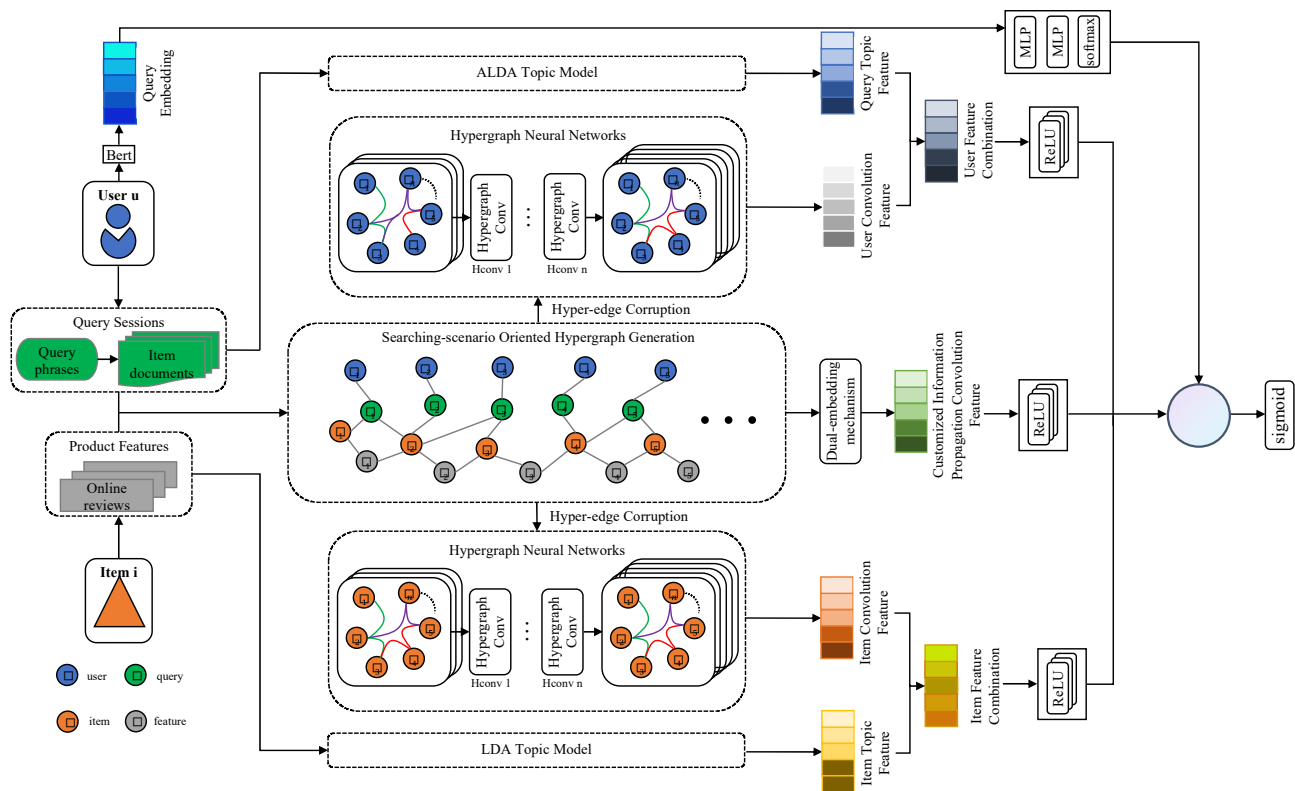 Query
Embedding
Bert
User u
ALDA Topic Model
Query Topic
Feature
MLP
MLP
softmax
Hypergraph Neural Networks
Hypergraph
Conv
Hconv 1
Hypergraph
Conv
Hconv n
User Convolution
Feature
User Feature
Combination
ReLU
Hyper-edge Corruption
Query Sessions
Query
phrases
Item
documents
Searching-scenario Oriented Hypergraph Generation
Dual-embedding
mechanism
Customized Information
Propagation Convolution
Feature
ReLU
sigmoid
Product Features
Online
reviews
Hyper-edge Corruption
Item i
Hypergraph Neural Networks
Hypergraph
Conv
Hconv 1
Hypergraph
Conv
Hconv n
Item Convolution
Feature
Item Feature
Combination
ReLU
user
query
item
feature
LDA Topic Model
Item Topic
Feature